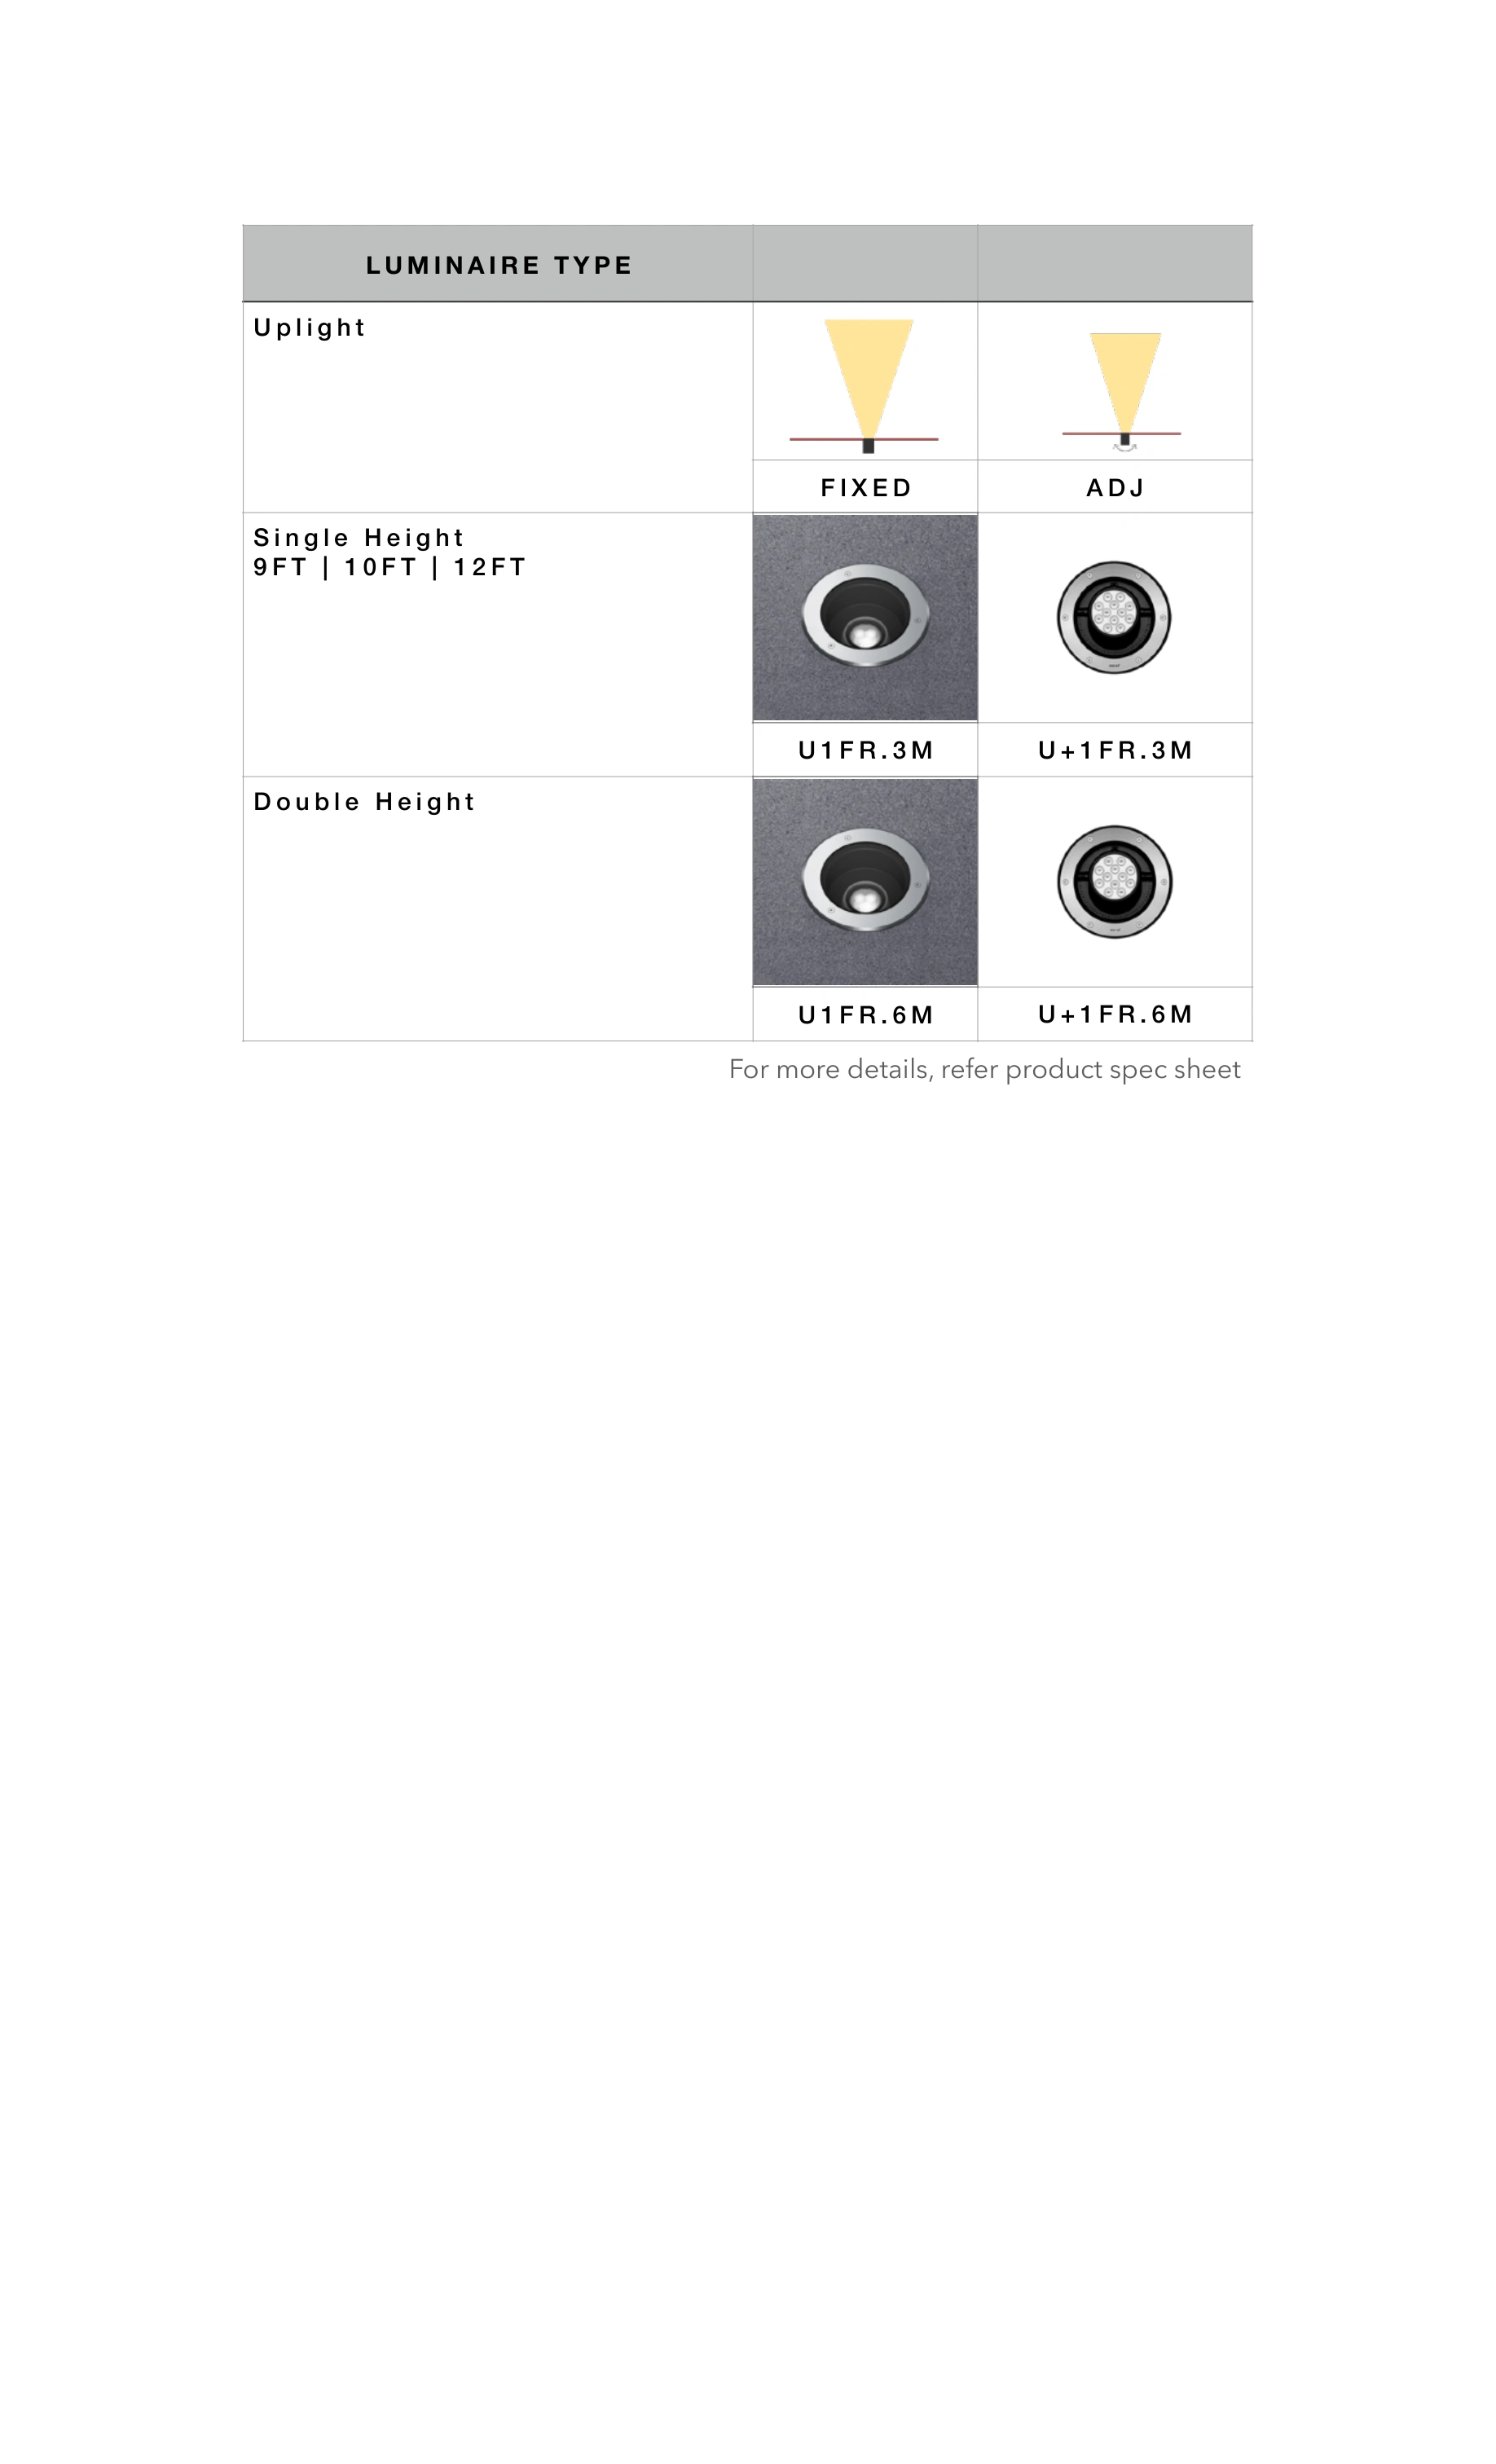 LUMINAIRE TYPE
Uplight
FIXED
ADJ
Single Height
9FT | 10FT | 12FT
U1FR.3M
U+1FR.3M
Double Height
U1FR.6M
U+1FR.6M
For more details, refer product spec sheet